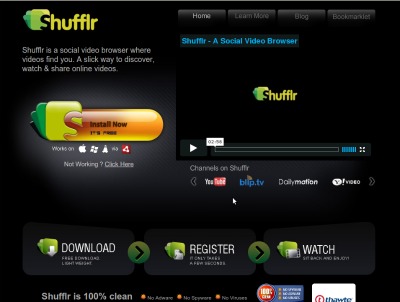 Shufflr
Home
Learn More
Blog
Bookmarklet
Shufflr is a social video browser where
videos find you. A slick way to discover,
watch & share online videos.
Shufflr - A Social Video Browser
Shufflr
S
Install Now
IT'S FREE
Works on
via
Not Working ? Click Here
02:56
Channels on Shufflr
YouTube
blip.tv
Dailymotion
Y! VIDEO
DOWNLOAD
FREE DOWNLOAD
LIGHT WEIGHT.
REGISTER
IT ONLY TAKES
A FEW SECONDS.
WATCH
SIT BACK AND ENJOY!
Shufflr is 100% clean
No Adware
No Spyware
No Viruses
100%
thawte